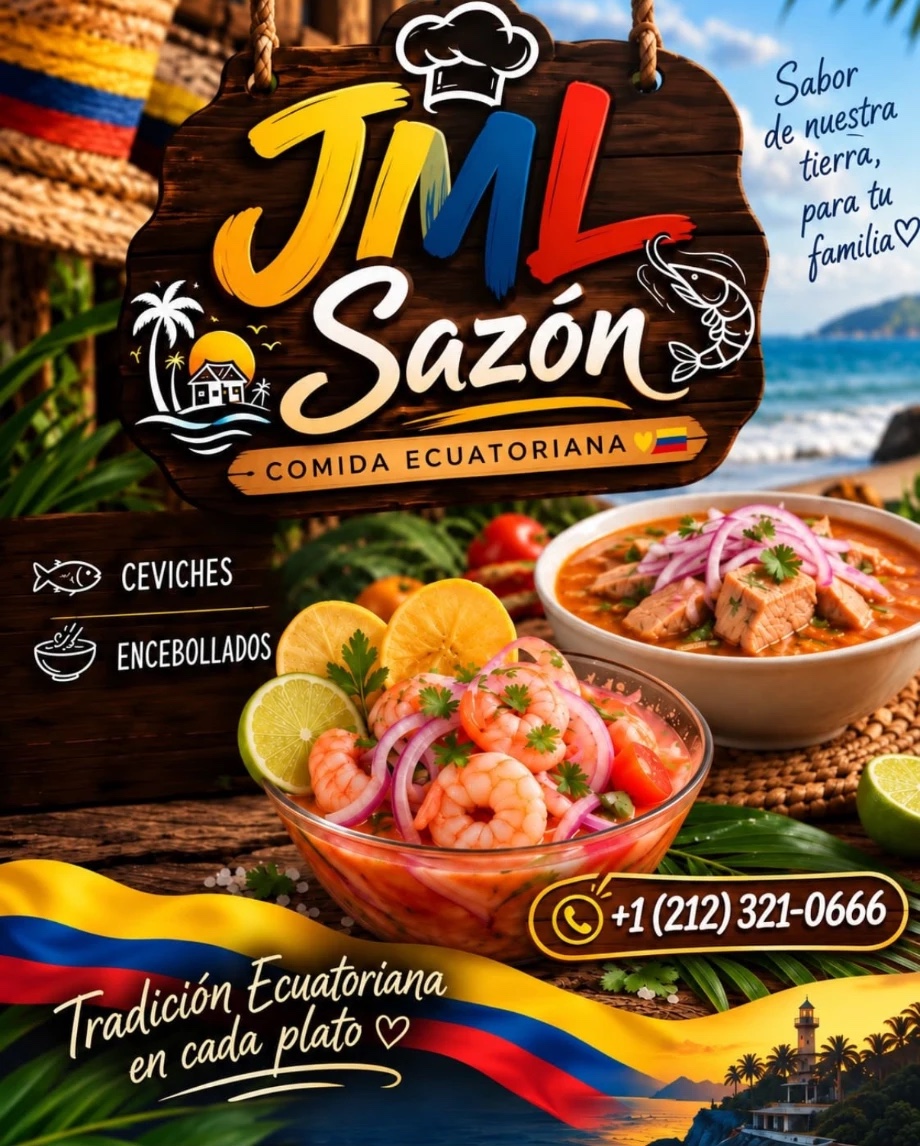 JML
Sazón
COMIDA ECUATORIANA
Sabor
de nuestra
tierra,
para tu
familia
CEVICHES
ENCEBOLLADOS
+1 (212) 321-0666
Tradición Ecuatoriana
en cada plato